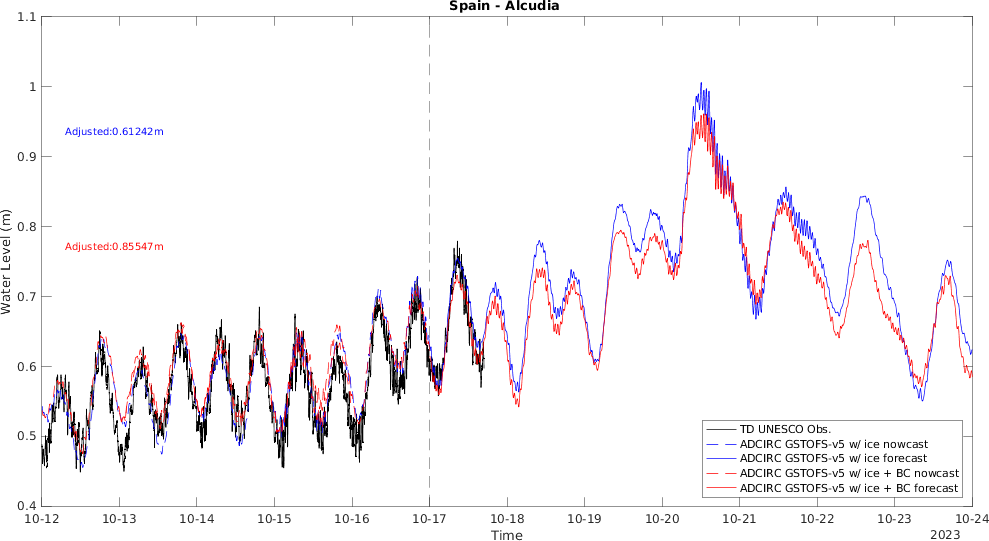 Spain - Alcudia
1.1
1
0.9
0.8
0.7
0.6
0.5
0.4
Water Level (m)
Adjusted:0.61242m
Adjusted:0.85547m
TD UNESCO Obs.
ADCIRC GSTOFS-v5 w/ ice nowcast
ADCIRC GSTOFS-v5 w/ ice forecast
ADCIRC GSTOFS-v5 w/ ice + BC nowcast
ADCIRC GSTOFS-v5 w/ ice + BC forecast
10-12 10-13 10-14 10-15 10-16 10-17 10-18 10-19 10-20 10-21 10-22 10-23 10-24
Time
2023